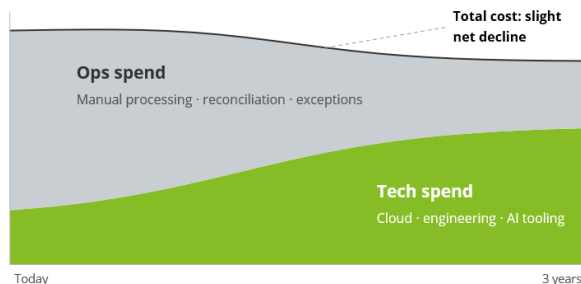 Total cost: slight
net decline
Ops spend
Manual processing · reconciliation · exceptions
Tech spend
Cloud · engineering · AI tooling
Today
3 years